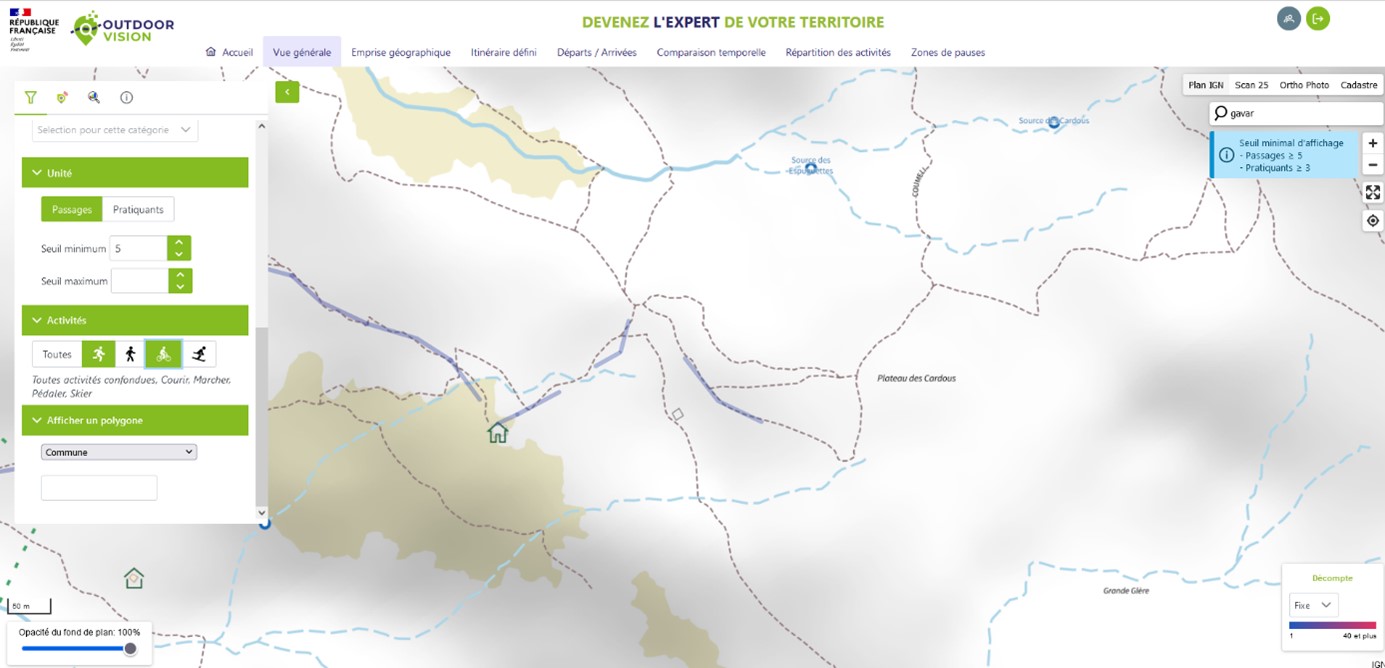 RÉPUBLIQUE
FRANÇAISE
Liberté
Égalité
Fraternité
OUTDOOR
VISION
DEVENEZ L'EXPERT DE VOTRE TERRITOIRE
Accueil
Vue générale
Emprise géographique
Itinéraire défini
Départs / Arrivées
Comparaison temporelle
Répartition des activités
Zones de pauses
Plan IGN
Scan 25
Ortho Photo
Cadastre
gavar
Seuil minimal d'affichage
- Passages ≥ 5
- Pratiquants ≥ 3
+
−
Selection pour cette catégorie
Unité
Passages
Pratiquants
Seuil minimum 5
Seuil maximum
Activités
Toutes
Toutes activités confondues, Courir, Marcher,
Pédaler, Skier
Afficher un polygone
Commune
Source des Cardous
Source des
Espuguettes
COUMELL
Plateau des Cardous
Grande Glère
50 m
Opacité du fond de plan: 100%
Décompte
Fixe
1
40 et plus
IGN